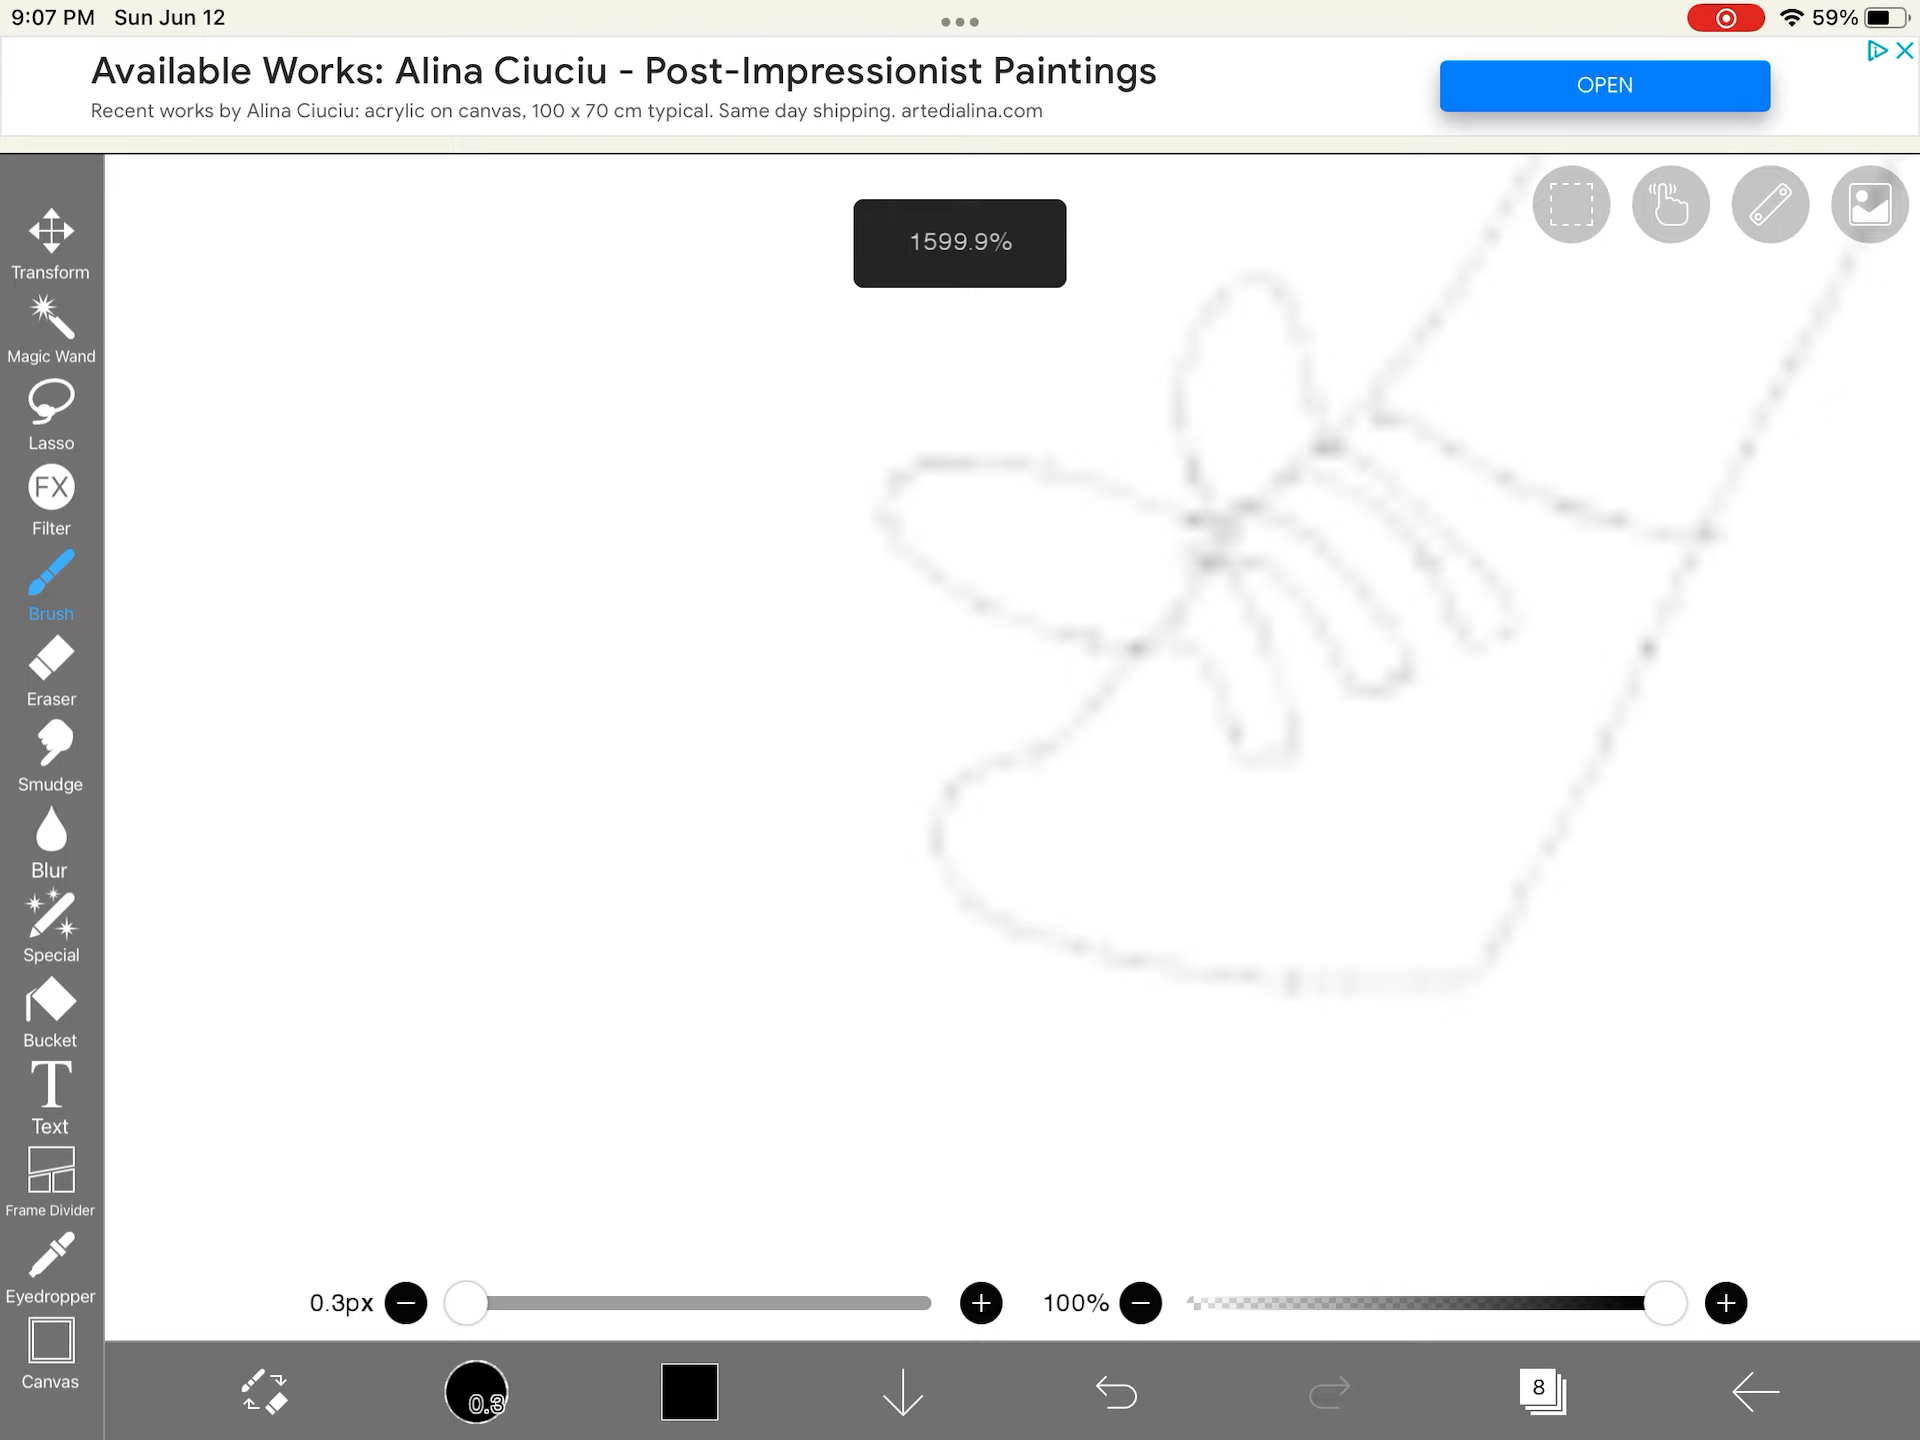 9:07 PM Sun Jun 12
59%
Available Works: Alina Ciuciu - Post-Impressionist Paintings
Recent works by Alina Ciuciu: acrylic on canvas, 100 x 70 cm typical. Same day shipping. artedialina.com
OPEN
1599.9%
Transform
Magic Wand
Lasso
FX
Filter
Brush
Eraser
Smudge
Blur
Special
Bucket
T
Text
Frame Divider
Eyedropper
Canvas
0.3px
100%
0.3
8